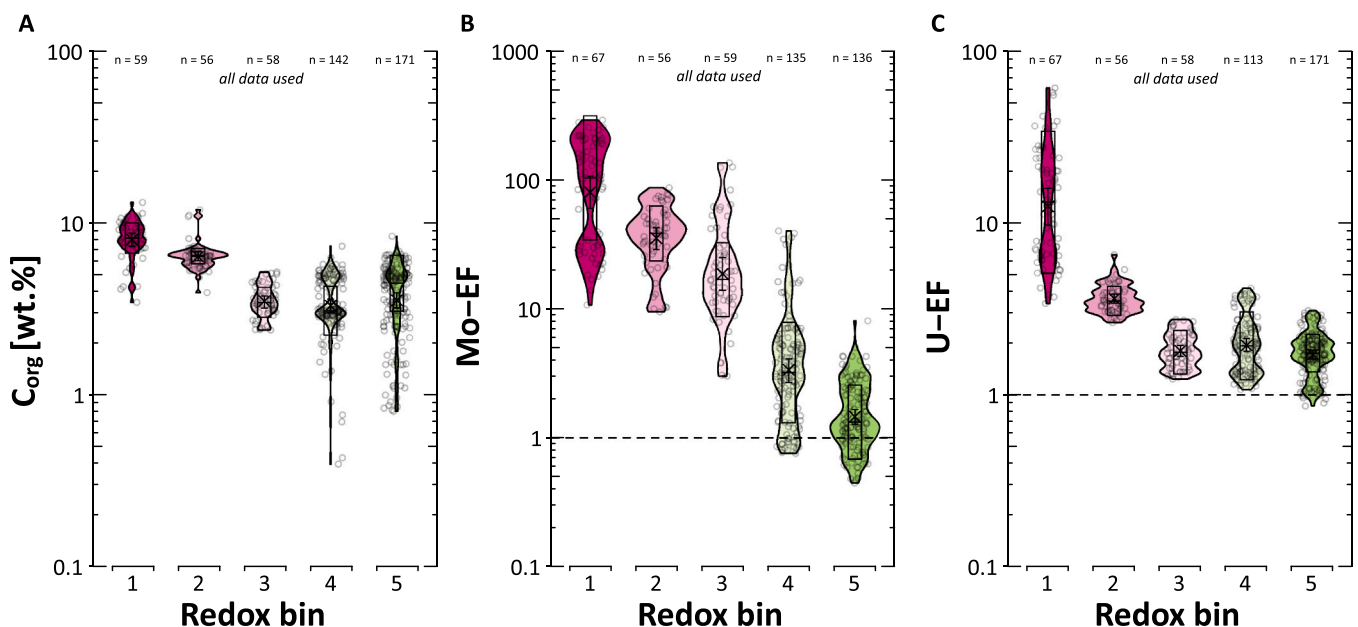 A
n = 59 n = 56 n = 58 n = 142 n = 171
all data used
100
10
1
0.1
Corg [wt.%]
1 2 3 4 5
Redox bin
B
n = 67 n = 56 n = 59 n = 135 n = 136
all data used
1000
100
10
1
0.1
Mo−EF
1 2 3 4 5
Redox bin
C
n = 67 n = 56 n = 58 n = 113 n = 171
all data used
100
10
1
0.1
U−EF
1 2 3 4 5
Redox bin